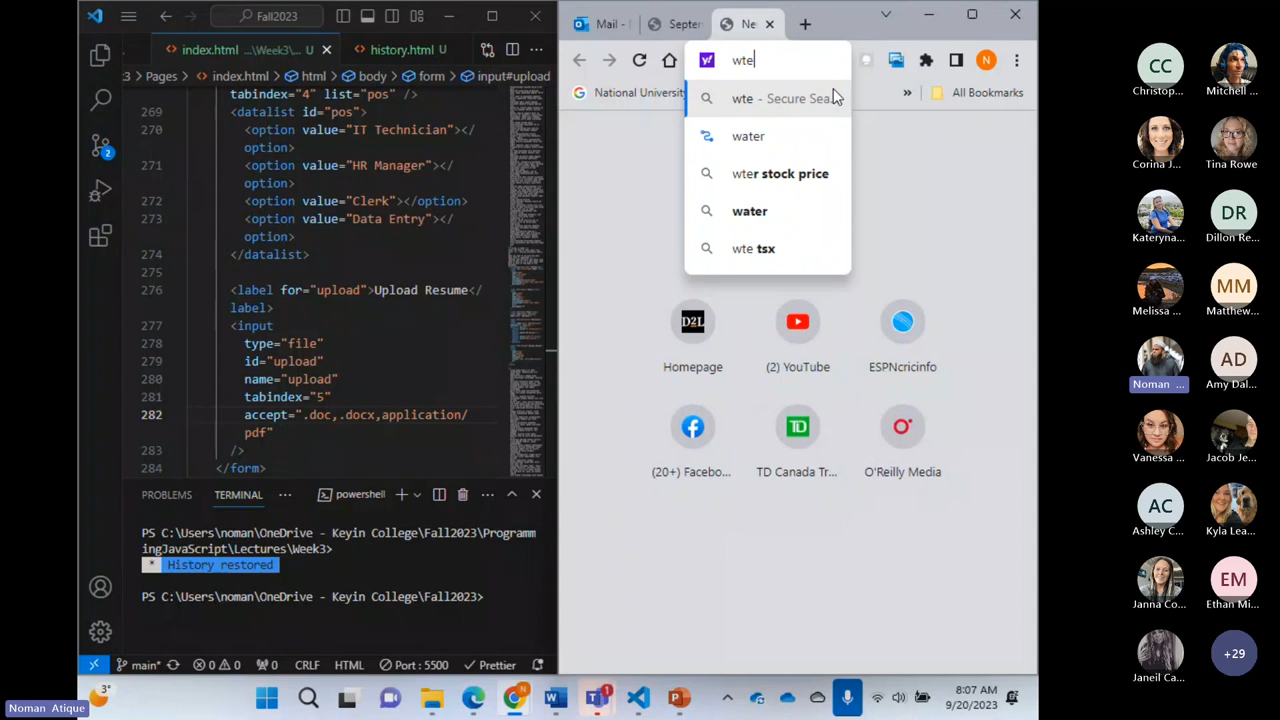 Fall2023
index.html ...\Week3\... U
history.html U
3 > Pages > index.html > html > body > form > input#upload
tabindex="4" list="pos" />
269 <datalist id="pos">
270 <option value="IT Technician"></
option>
271 <option value="HR Manager"></
option>
272 <option value="Clerk"></option>
273 <option value="Data Entry"></
option>
274 </datalist>
275
276 <label for="upload">Upload Resume</
label>
277 <input
278 type="file"
279 id="upload"
280 name="upload"
281 tabindex="5"
282 accept=".doc,.docx,application/
pdf"
283 />
284 </form>
2
PROBLEMS TERMINAL ... powershell
PS C:\Users\noman\OneDrive - Keyin College\Fall2023\Programm
ingJavaScript\Lectures\Week3>
* History restored
PS C:\Users\noman\OneDrive - Keyin College\Fall2023>
main* 0 0 0 CRLF HTML Port : 5500 Prettier
Mail -
Septer
Ne
wte
National University
All Bookmarks
N
wte - Secure Sea
water
wter stock price
water
wte tsx
D2L
Homepage
(2) YouTube
ESPNcricinfo
TD
(20+) Facebo...
TD Canada Tr...
O'Reilly Media
3°
1
8:07 AM
9/20/2023
Noman Atique
CC
Christop...
Mitchell ...
Corina J...
Tina Rowe
Kateryna...
DR
Dillon Re...
Melissa ...
MM
Matthew...
Noman ...
AD
Amy Dal...
Vanessa ...
Jacob Je...
AC
Ashley C...
Kyla Lea...
Janna Co...
EM
Ethan Mi...
Janeil Ca...
+29